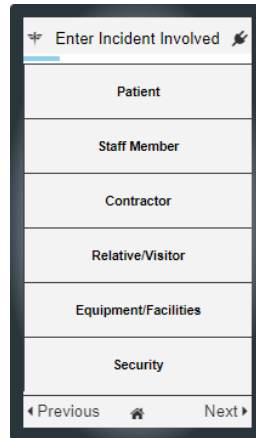 Enter Incident Involved
Patient
Staff Member
Contractor
Relative/Visitor
Equipment/Facilities
Security
Previous Next